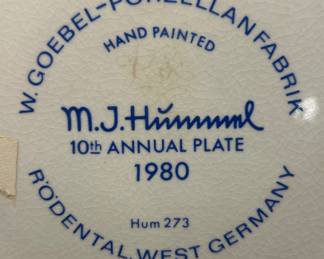 W. GOEBEL-PORZELLANFABRIK
HAND PAINTED
M.J.Hummel
10th ANNUAL PLATE
1980
Hum 273
RÖDENTAL, WEST GERMANY